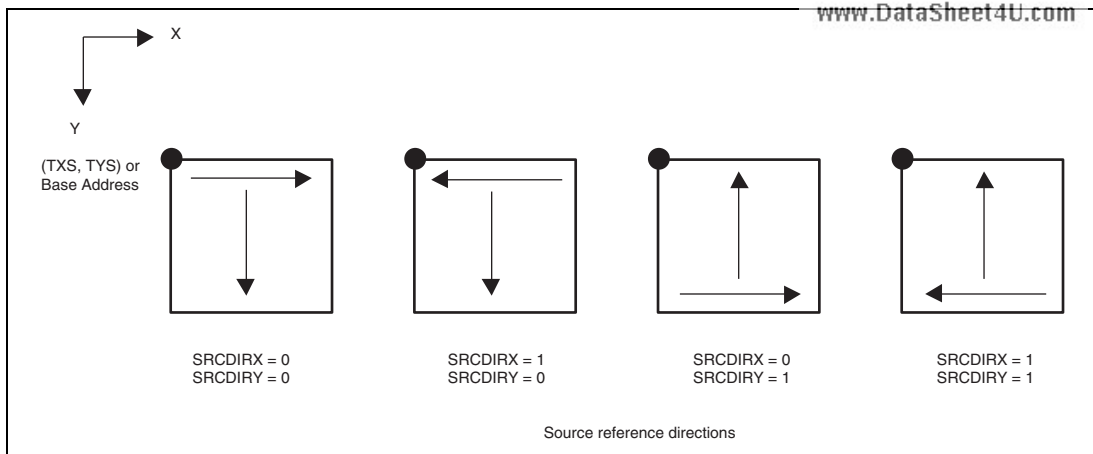 www.DataSheet4U.com
X
Y
(TXS, TYS) or
Base Address
SRCDIRX = 0
SRCDIRY = 0
SRCDIRX = 1
SRCDIRY = 0
SRCDIRX = 0
SRCDIRY = 1
SRCDIRX = 1
SRCDIRY = 1
Source reference directions